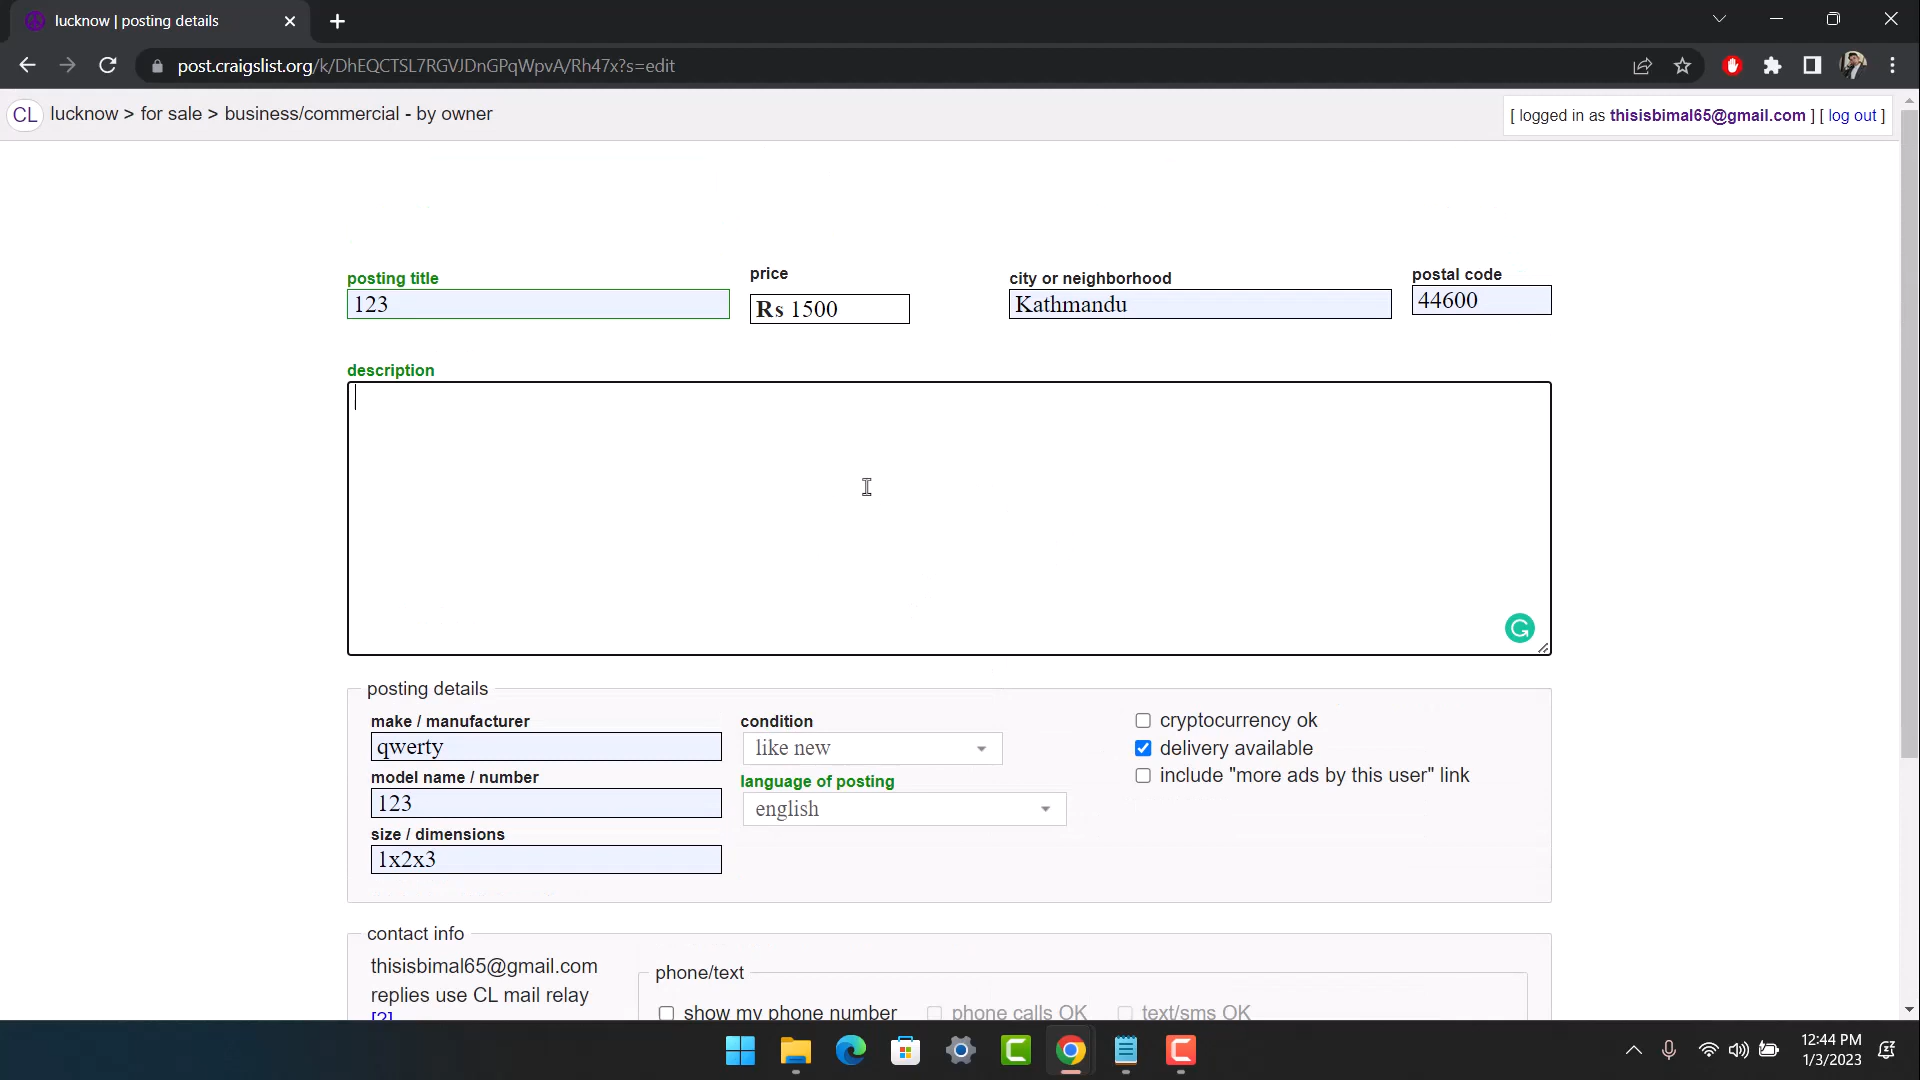 lucknow | posting details
post.craigslist.org/k/DhEQCTSL7RGVJDnGPqWpvA/Rh47x?s=edit
CL lucknow > for sale > business/commercial - by owner
[ logged in as thisisbimal65@gmail.com ] [ log out ]
posting title
price
city or neighborhood
postal code
123
Rs 1500
Kathmandu
44600
description
posting details
make / manufacturer
condition
cryptocurrency ok
qwerty
like new
delivery available
model name / number
language of posting
include "more ads by this user" link
123
english
size / dimensions
1x2x3
contact info
thisisbimal65@gmail.com
phone/text
replies use CL mail relay
[?]
show my phone number
phone calls OK
text/sms OK
12:44 PM
1/3/2023